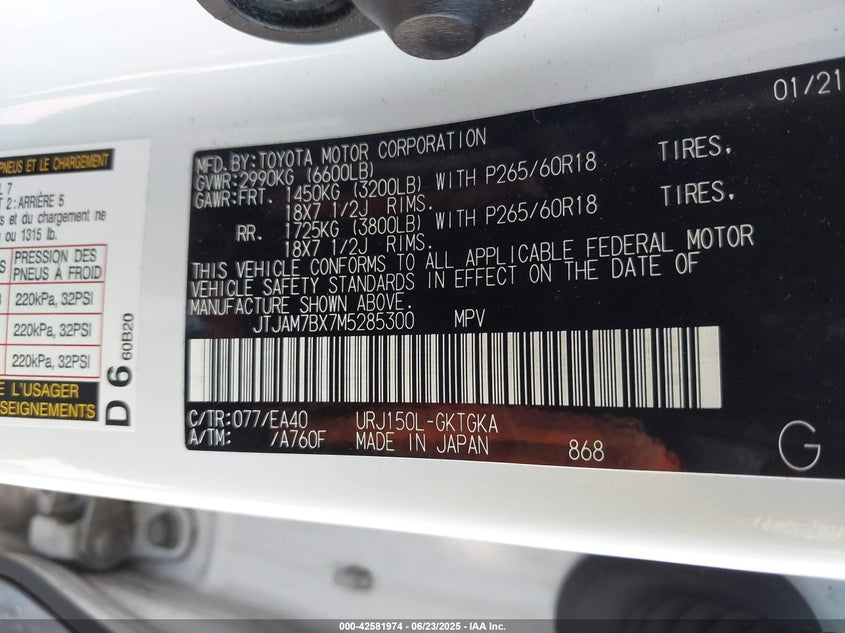 PNEUS ET LE CHARGEMENT
L 7
T 2:ARRIÈRE 5
s et du chargement ne
g ou 1315 lb.
PRESSION DES
PNEUS À FROID
220kPa, 32PSI
220kPa, 32PSI
220kPa, 32PSI
L'USAGER
D 6 60B20
01/21
MFD. BY:TOYOTA MOTOR CORPORATION
GVWR:2990KG (6600LB)
GAWR:FRT. 1450KG (3200LB) WITH P265/60R18 TIRES,
18X7 1/2J RIMS.
RR. 1725KG (3800LB) WITH P265/60R18 TIRES,
18X7 1/2J RIMS.
THIS VEHICLE CONFORMS TO ALL APPLICABLE FEDERAL MOTOR
VEHICLE SAFETY STANDARDS IN EFFECT ON THE DATE OF
MANUFACTURE SHOWN ABOVE.
JTJAM7BX7M5285300 MPV
C/TR:077/EA40 URJ150L-GKTGKA
A/TM: /A760F MADE IN JAPAN 868
G
000-42581974 | 06/23/2025 - IAA Inc.